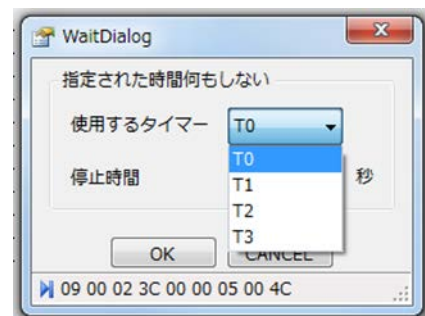 WaitDialog
指定された時間何もしない
使用するタイマー T0
T0
停止時間 秒
T1
T2
T3
OK CANCEL
09 00 02 3C 00 00 05 00 4C